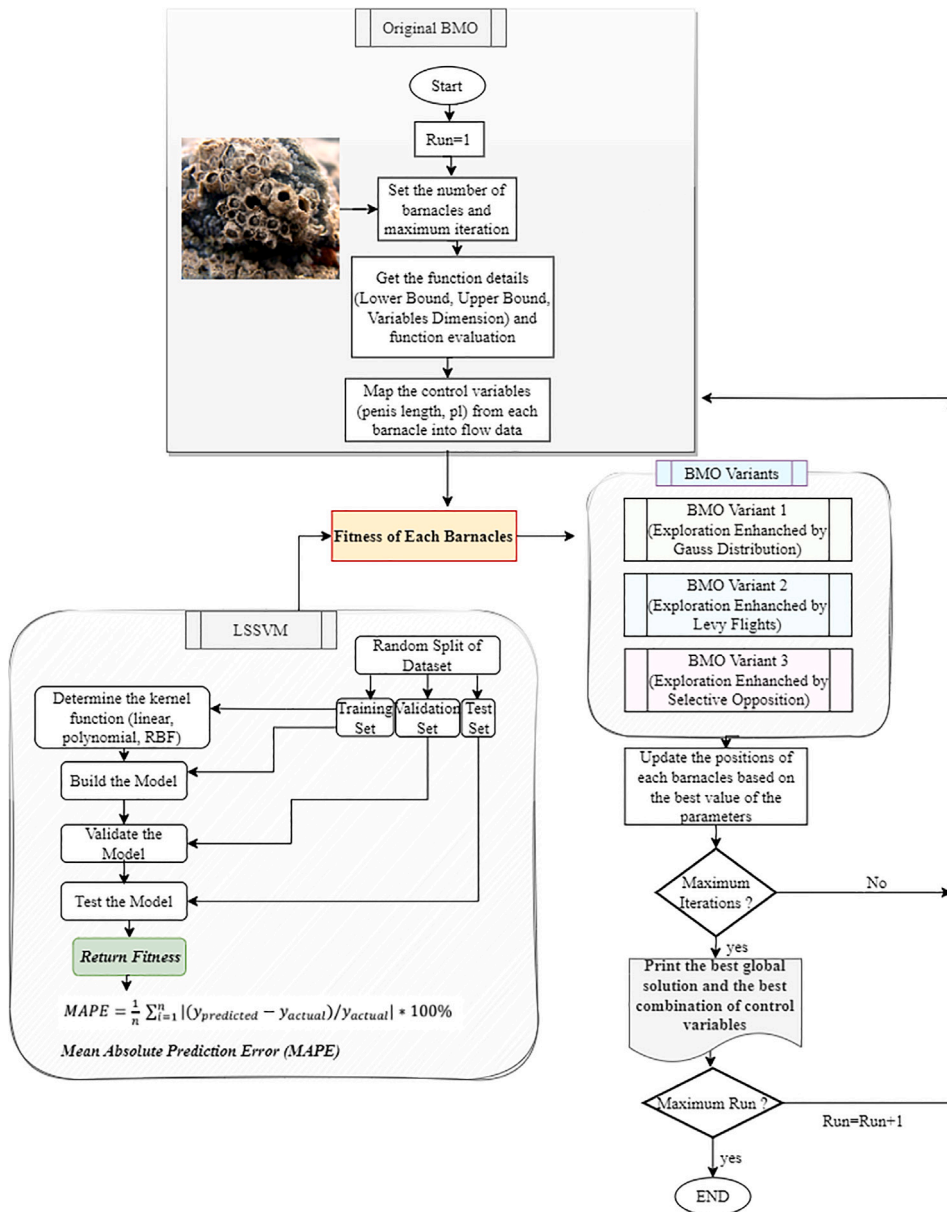 Original BMO
Start
Run=1
Set the number of
barnacles and
maximum iteration
Get the function details
(Lower Bound, Upper Bound,
Variables Dimension) and
function evaluation
Map the control variables
(penis length, pl) from each
barnacle into flow data
Fitness of Each Barnacles
BMO Variants
BMO Variant 1
(Exploration Enhanched by
Gauss Distribution)
BMO Variant 2
(Exploration Enhanched by
Levy Flights)
BMO Variant 3
(Exploration Enhanched by
Selective Opposition)
LSSVM
Random Split of
Dataset
Training
Set
Validation
Set
Test
Set
Determine the kernel
function (linear,
polynomial, RBF)
Build the Model
Validate the
Model
Test the Model
Return Fitness
MAPE = 1/n ∑ⁿᵢ₌₁ |(y_predicted − y_actual)/y_actual| * 100%
Mean Absolute Prediction Error (MAPE)
Update the positions of
each barnacles based on
the best value of the
parameters
Maximum
Iterations ?
No
yes
Print the best global
solution and the best
combination of control
variables
Maximum Run ?
Run=Run+1
yes
END